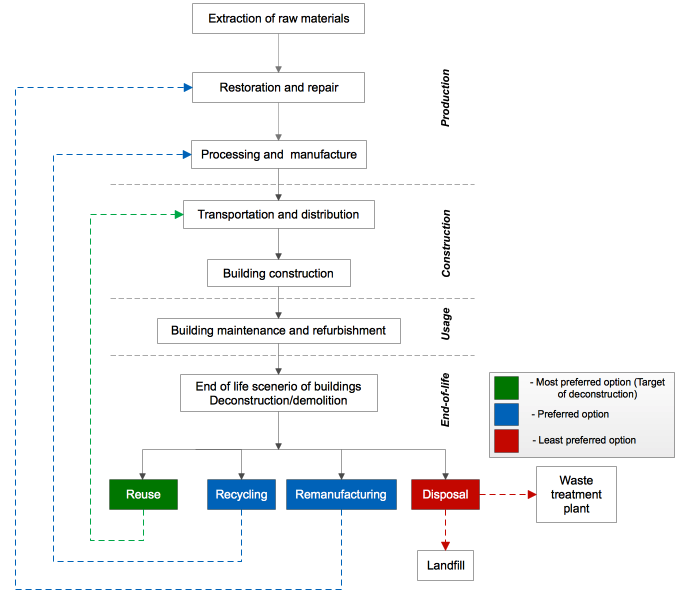 Extraction of raw materials
Restoration and repair
Production
Processing and manufacture
Transportation and distribution
Construction
Building construction
Building maintenance and refurbishment
Usage
End of life scenerio of buildings
Deconstruction/demolition
End-of-life
- Most preferred option (Target
of deconstruction)
- Preferred option
- Least preferred option
Reuse
Recycling
Remanufacturing
Disposal
Waste
treatment
plant
Landfill